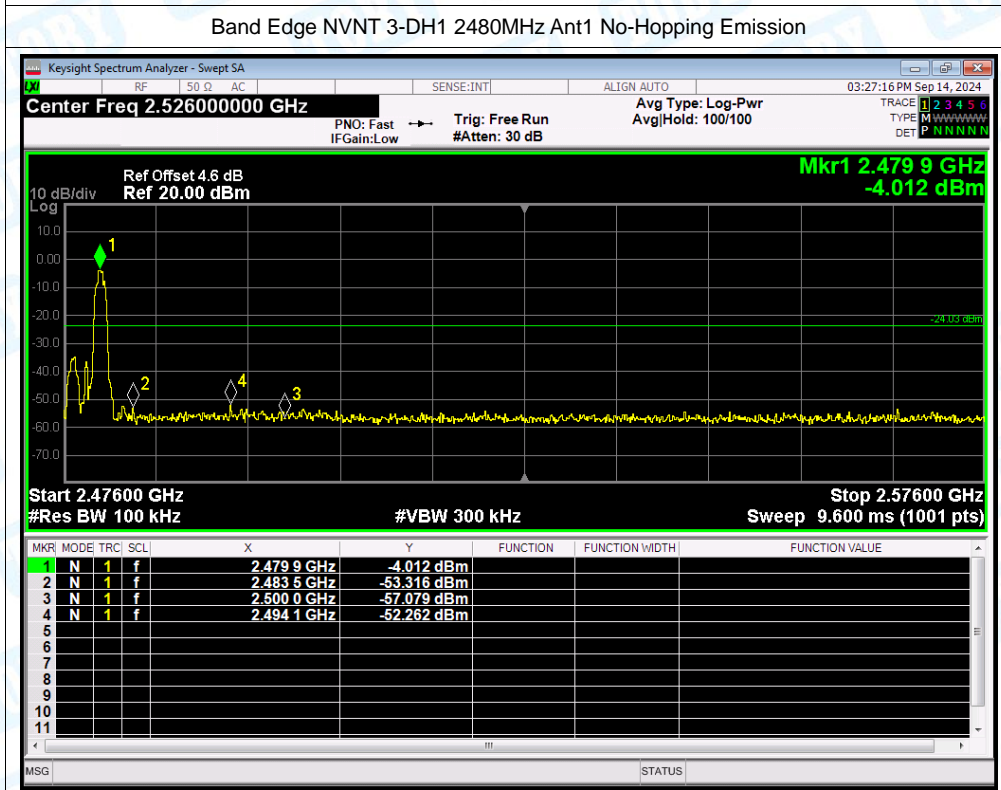 Band Edge NVNT 3-DH1 2480MHz Ant1 No-Hopping Emission
Keysight Spectrum Analyzer - Swept SA
LXI RF 50 Ω AC SENSE:INT ALIGN AUTO 03:27:16 PM Sep 14, 2024
Center Freq 2.526000000 GHz Avg Type: Log-Pwr TRACE 1 2 3 4 5 6
PNO: Fast Trig: Free Run Avg|Hold: 100/100 TYPE M WWWWW
IFGain:Low #Atten: 30 dB DET P N N N N N
Mkr1 2.479 9 GHz
Ref Offset 4.6 dB
10 dB/div Ref 20.00 dBm -4.012 dBm
Log
10.0
1
0.00
-10.0
-20.0
-24.03 dBm
-30.0
-40.0
2 4 3
-50.0
-60.0
-70.0
Start 2.47600 GHz Stop 2.57600 GHz
#Res BW 100 kHz #VBW 300 kHz Sweep 9.600 ms (1001 pts)
MKR MODE TRC SCL X Y FUNCTION FUNCTION WIDTH FUNCTION VALUE
1 N 1 f 2.479 9 GHz -4.012 dBm
2 N 1 f 2.483 5 GHz -53.316 dBm
3 N 1 f 2.500 0 GHz -57.079 dBm
4 N 1 f 2.494 1 GHz -52.262 dBm
5
6
7
8
9
10
11
MSG STATUS